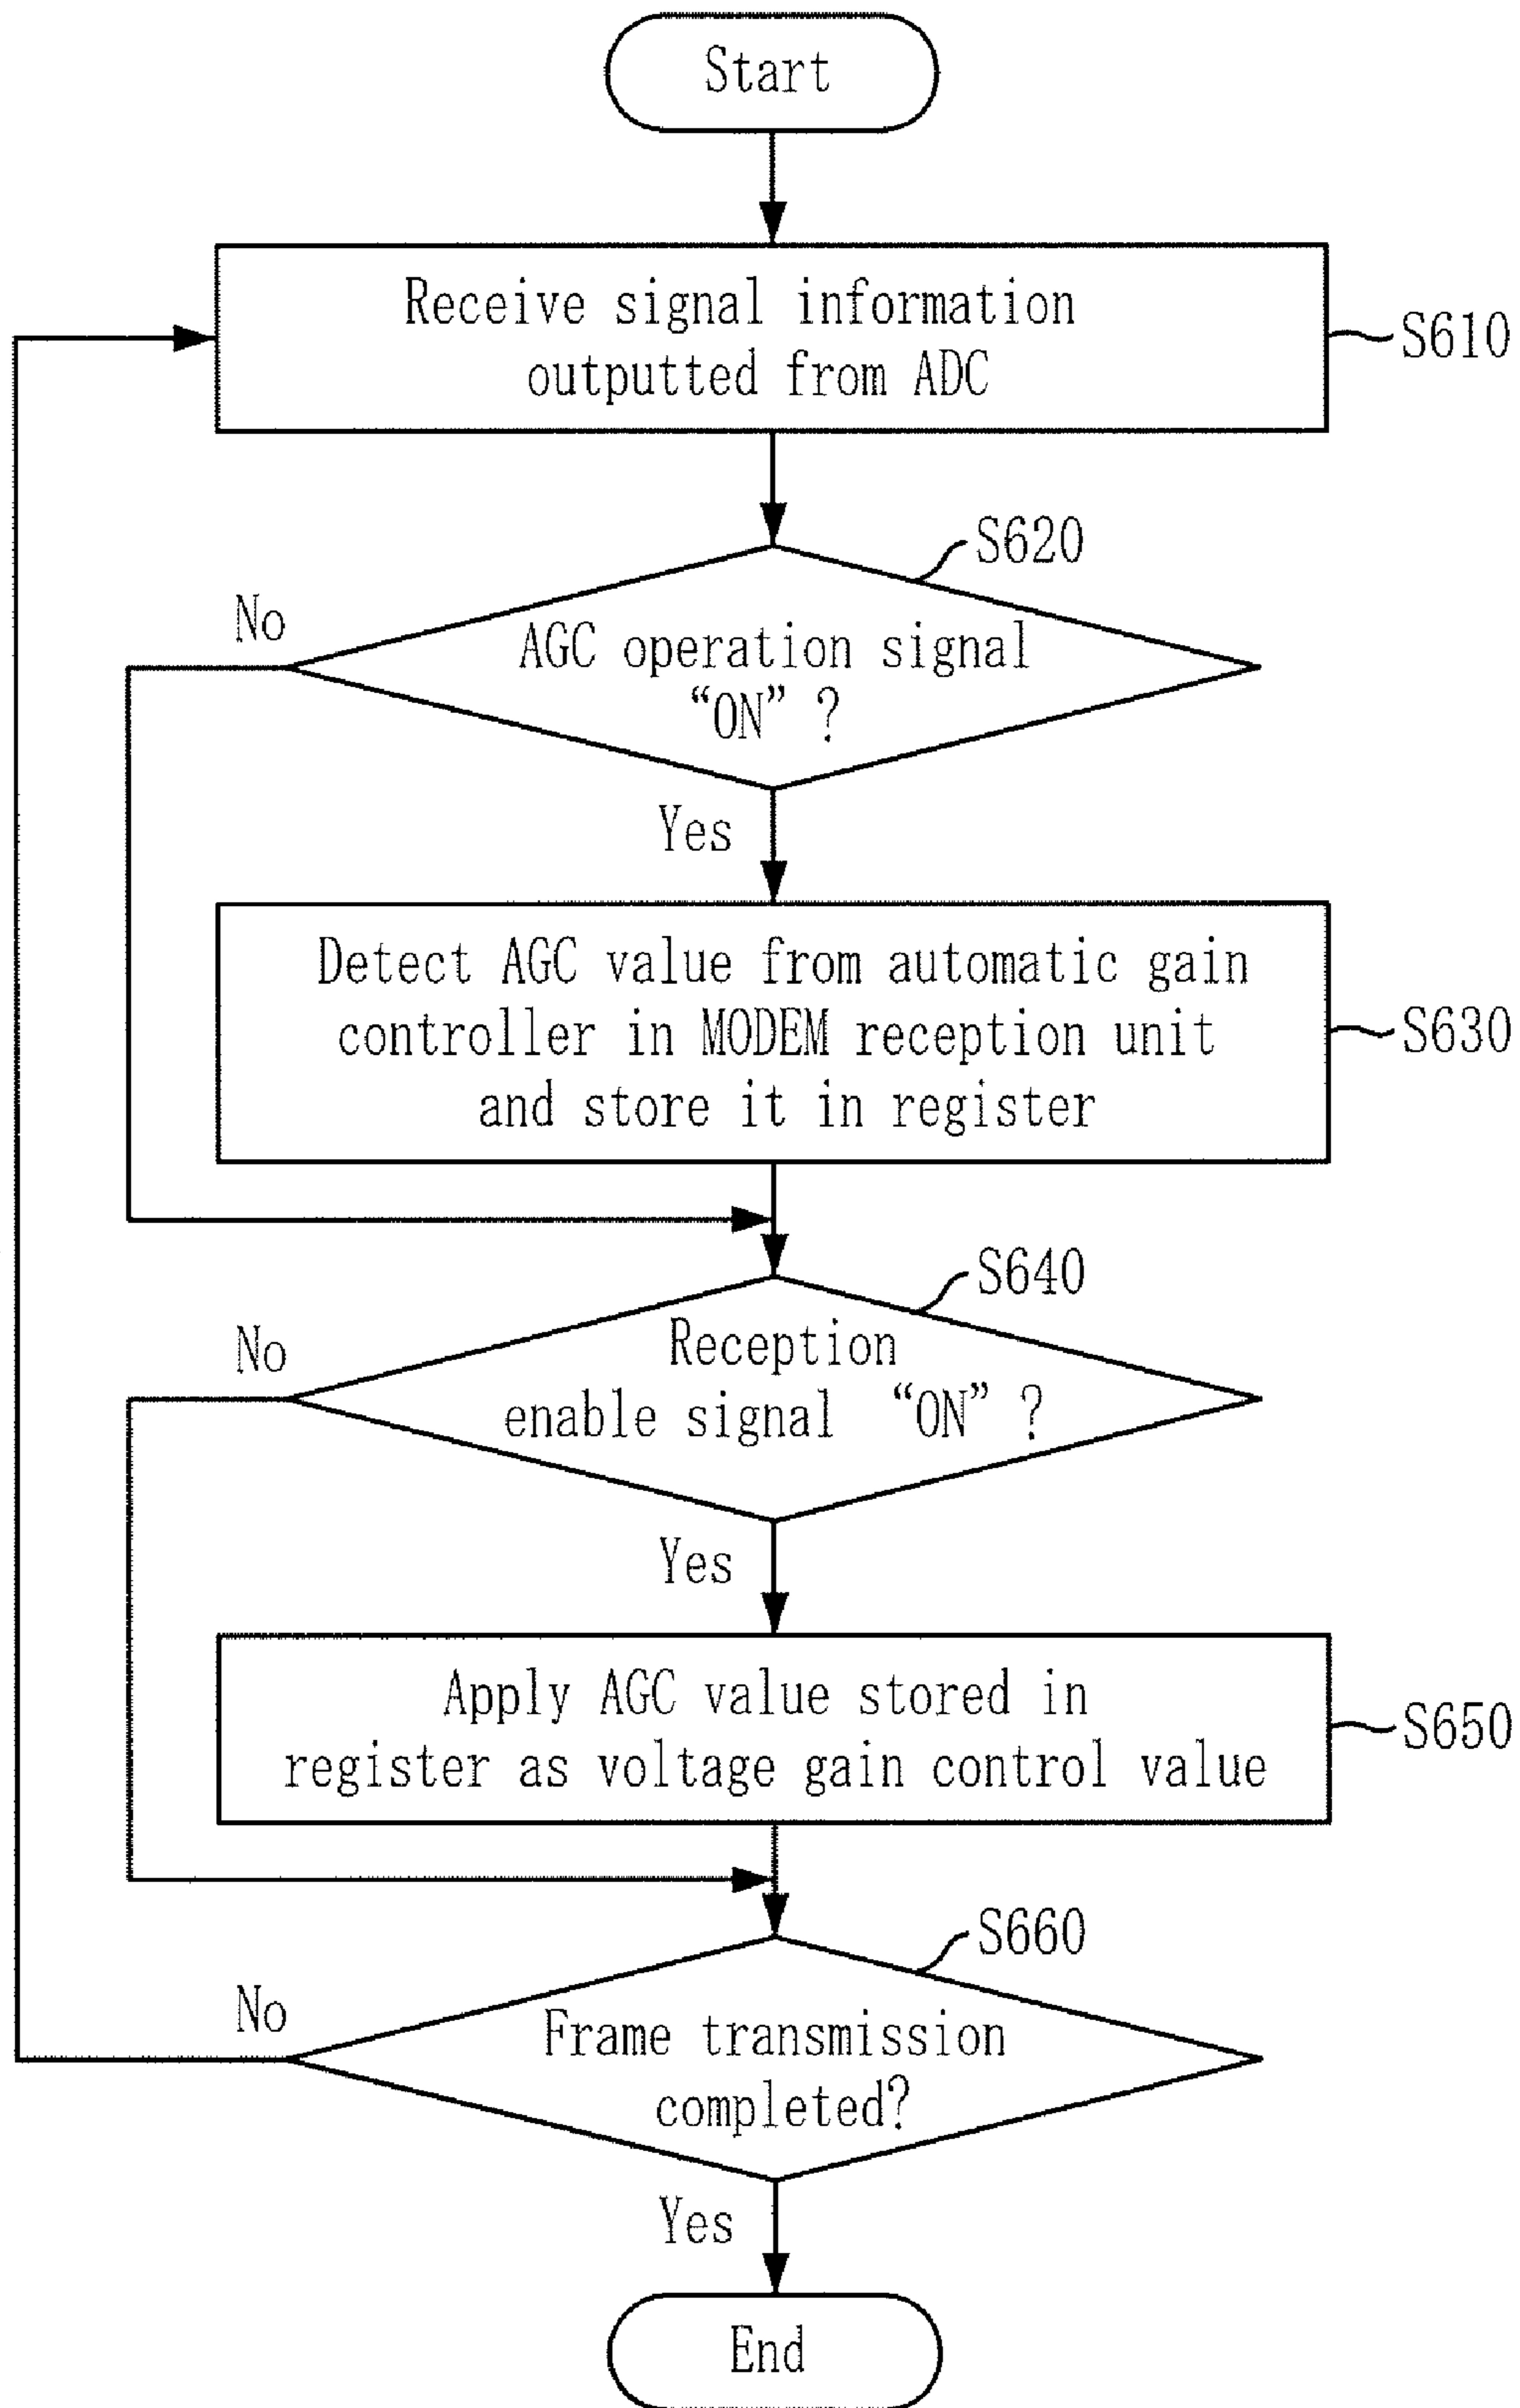 Start
Receive signal information
outputted from ADC
S610
S620
No
AGC operation signal
“ON” ?
Yes
Detect AGC value from automatic gain
controller in MODEM reception unit
and store it in register
S630
S640
No
Reception
enable signal “ON” ?
Yes
Apply AGC value stored in
register as voltage gain control value
S650
S660
No
Frame transmission
completed?
Yes
End